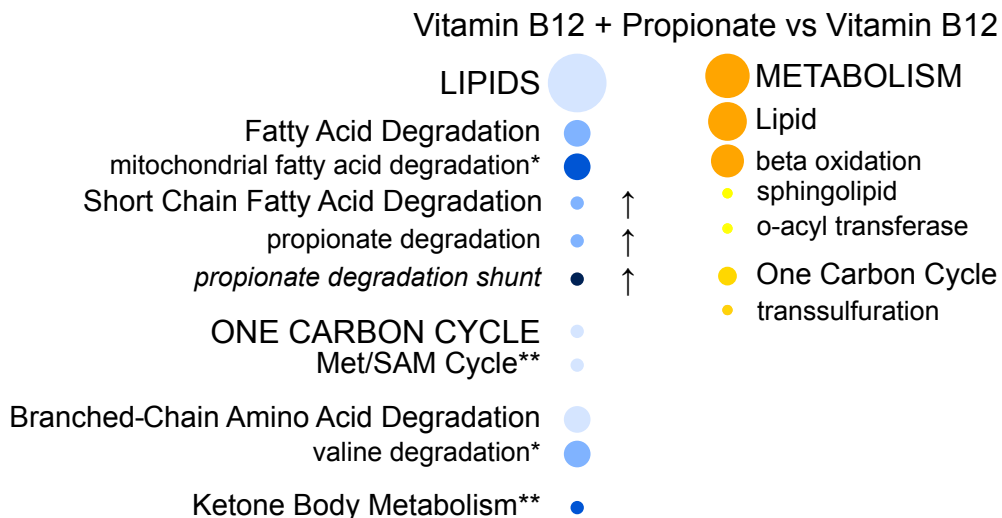 Vitamin B12 + Propionate vs Vitamin B12
LIPIDS
Fatty Acid Degradation
mitochondrial fatty acid degradation*
Short Chain Fatty Acid Degradation ↑
propionate degradation ↑
propionate degradation shunt ↑
ONE CARBON CYCLE
Met/SAM Cycle**
Branched-Chain Amino Acid Degradation
valine degradation*
Ketone Body Metabolism**
METABOLISM
Lipid
beta oxidation
sphingolipid
o-acyl transferase
One Carbon Cycle
transsulfuration